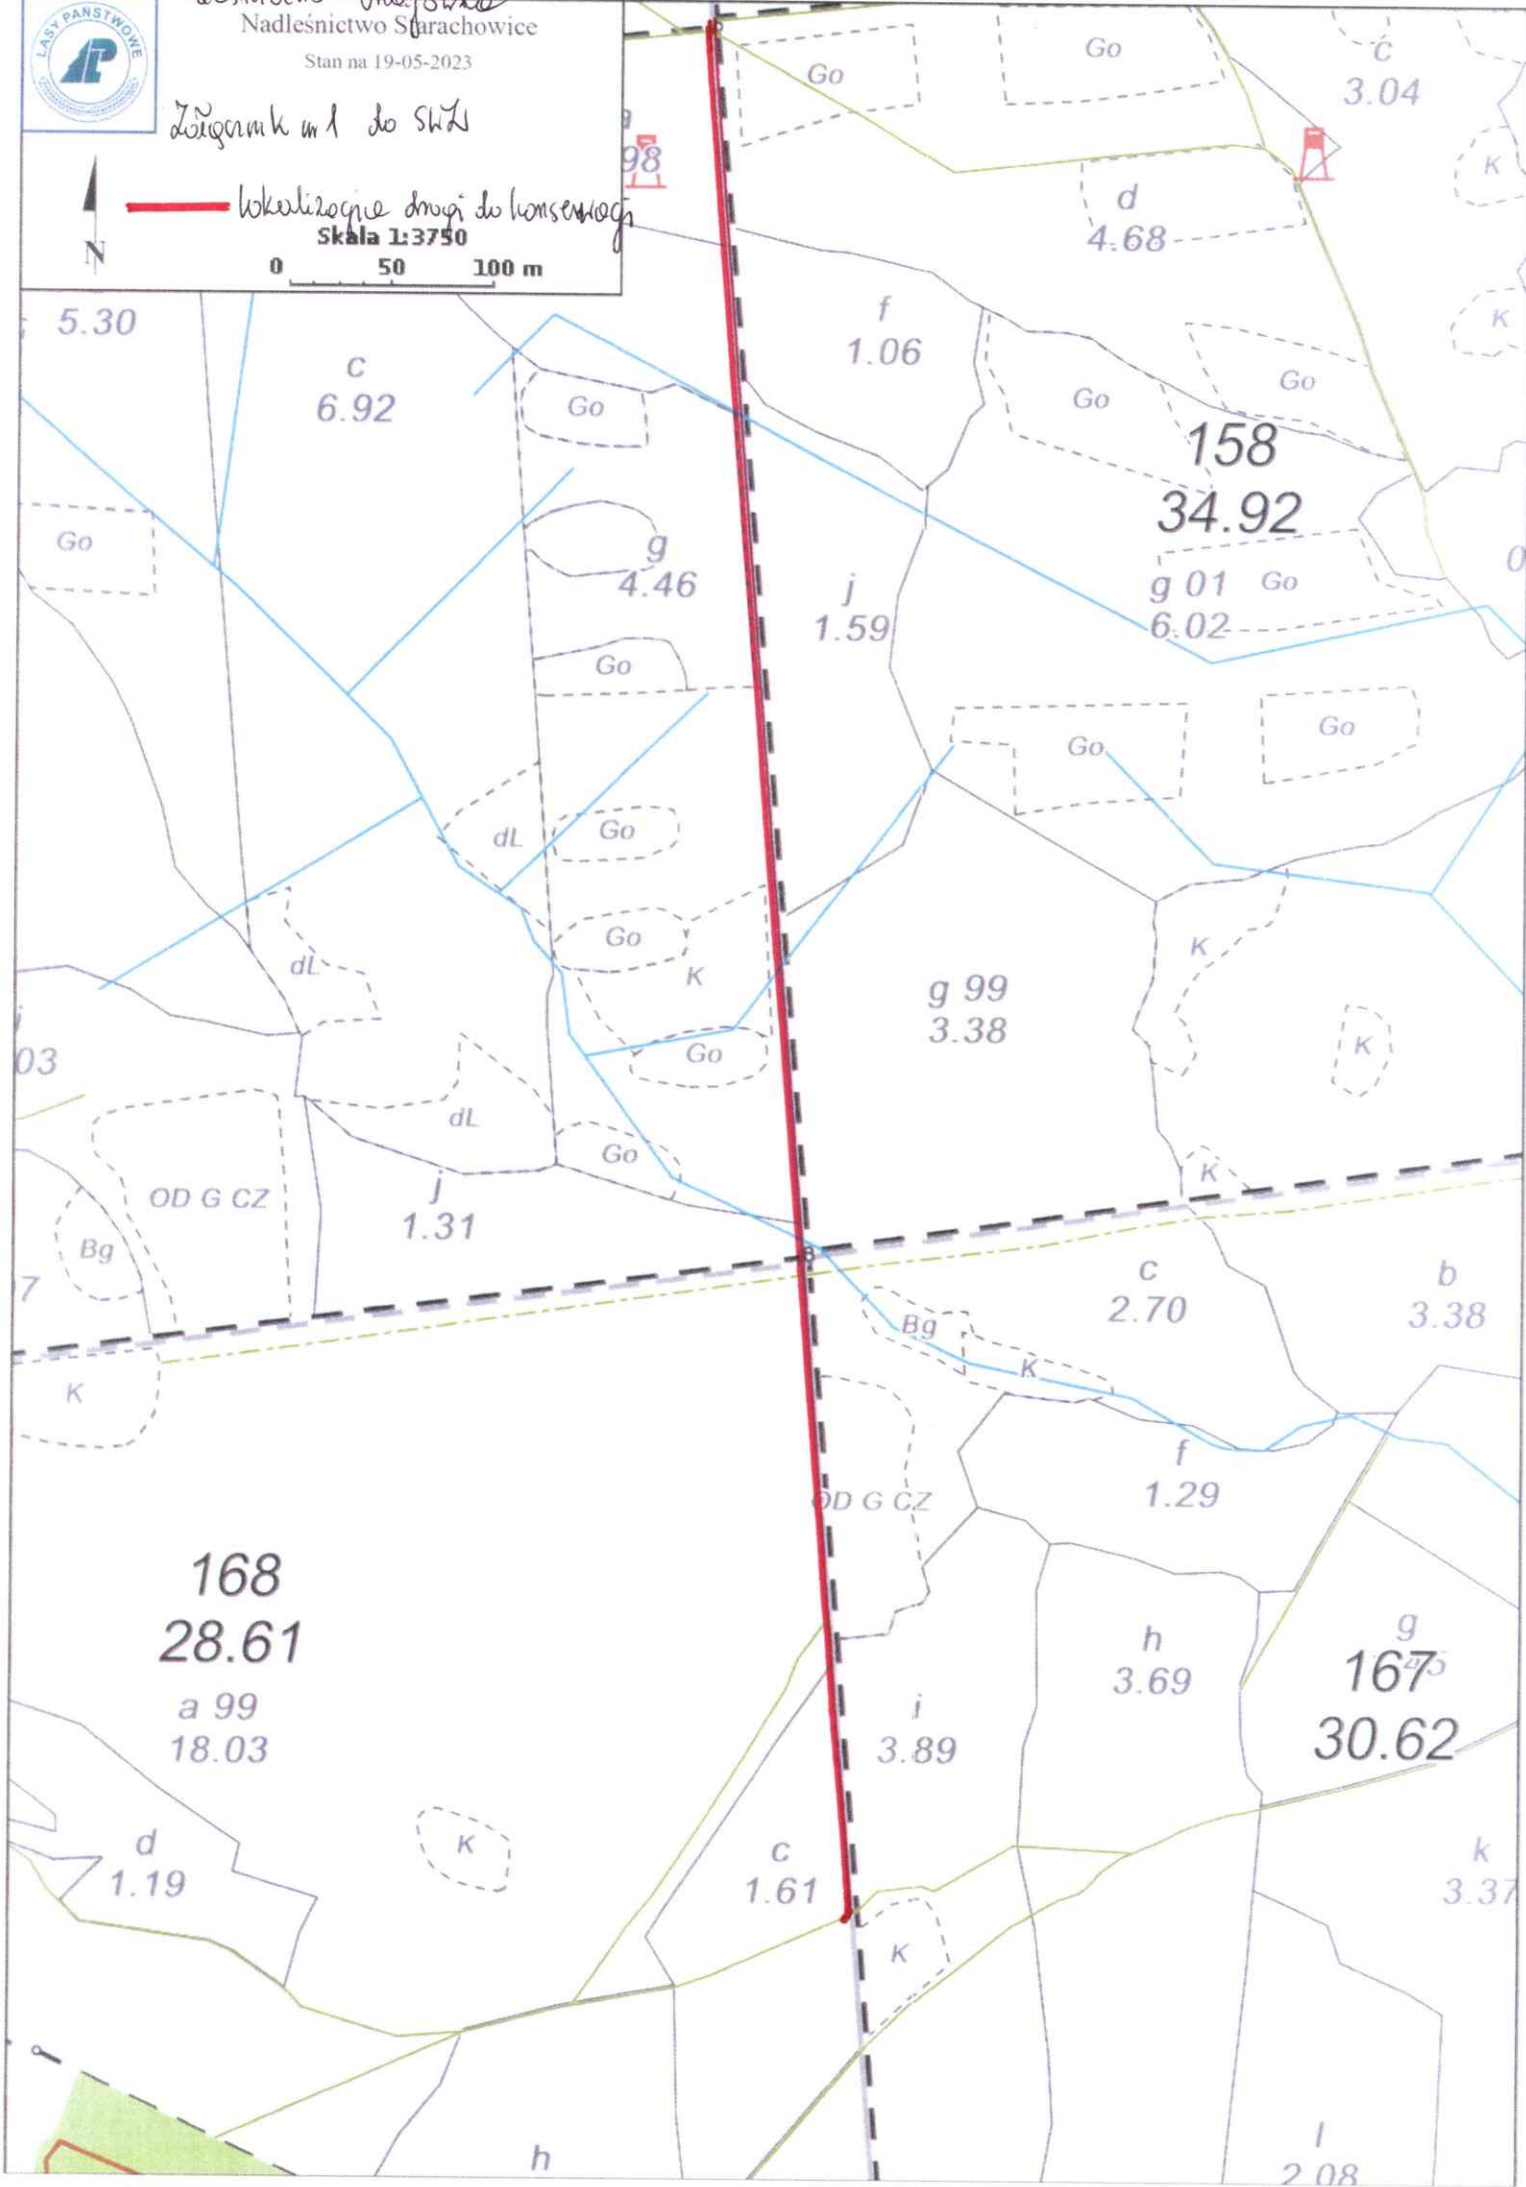 LASY PAŃSTWOWE
Nadleśnictwo Starachowice
Stan na 19-05-2023
Załącznik nr 1 do SWZ
lokalizacja drogi do konserwacji
Skala 1:3750
N
0 50 100 m
98
Go
Go
c
3.04
K
d
4.68
K
5.30
c
6.92
Go
f
1.06
Go
Go
158
34.92
Go
g
4.46
j
1.59
g 01
6.02
Go
0
Go
Go
Go
dL
Go
Go
K
dL
K
g 99
3.38
K
03
Go
dL
Go
K
OD G CZ
j
1.31
Bg
7
c
2.70
b
3.38
Bg
K
K
OD G CZ
f
1.29
168
28.61
a 99
18.03
h
3.69
g
167
30.62
i
3.89
d
1.19
K
c
1.61
k
3.37
K
h
l
2.08